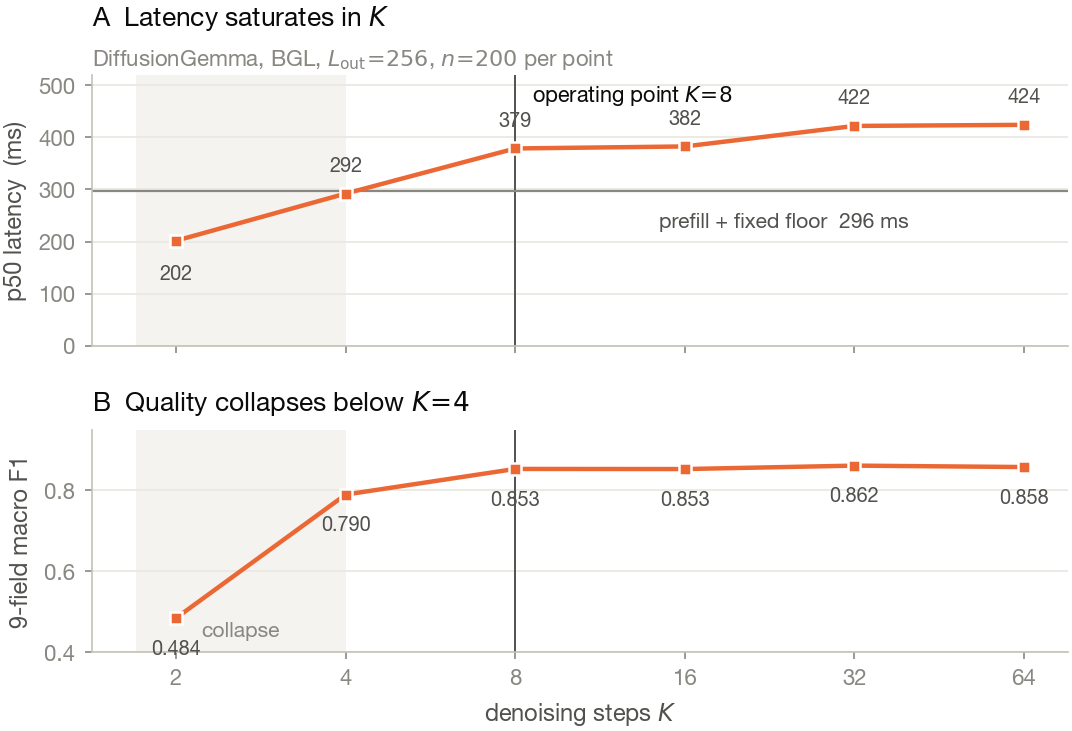 A Latency saturates in K
DiffusionGemma, BGL, Lout=256, n=200 per point
500
400
300
200
100
0
p50 latency (ms)
operating point K=8
202
292
379
382
422
424
prefill + fixed floor 296 ms
B Quality collapses below K=4
0.8
0.6
0.4
9-field macro F1
0.484
collapse
0.790
0.853
0.853
0.862
0.858
2 4 8 16 32 64
denoising steps K